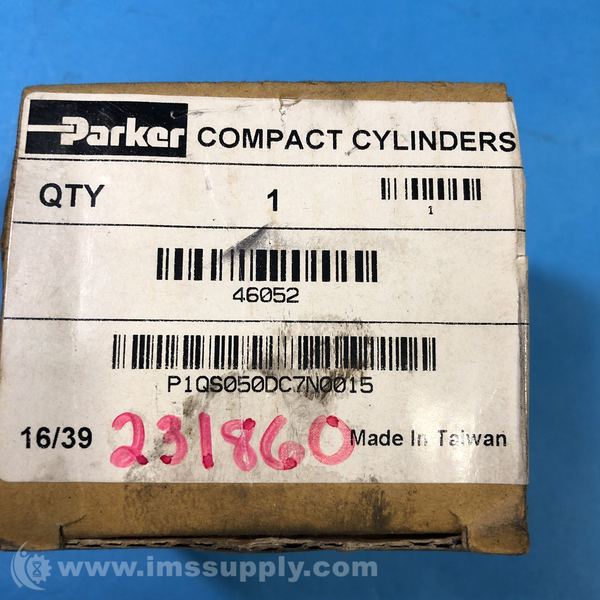 Parker COMPACT CYLINDERS
QTY 1
1
46052
P1QS050DC7N0015
16/39 231860 Made In Taiwan
www.imssupply.com